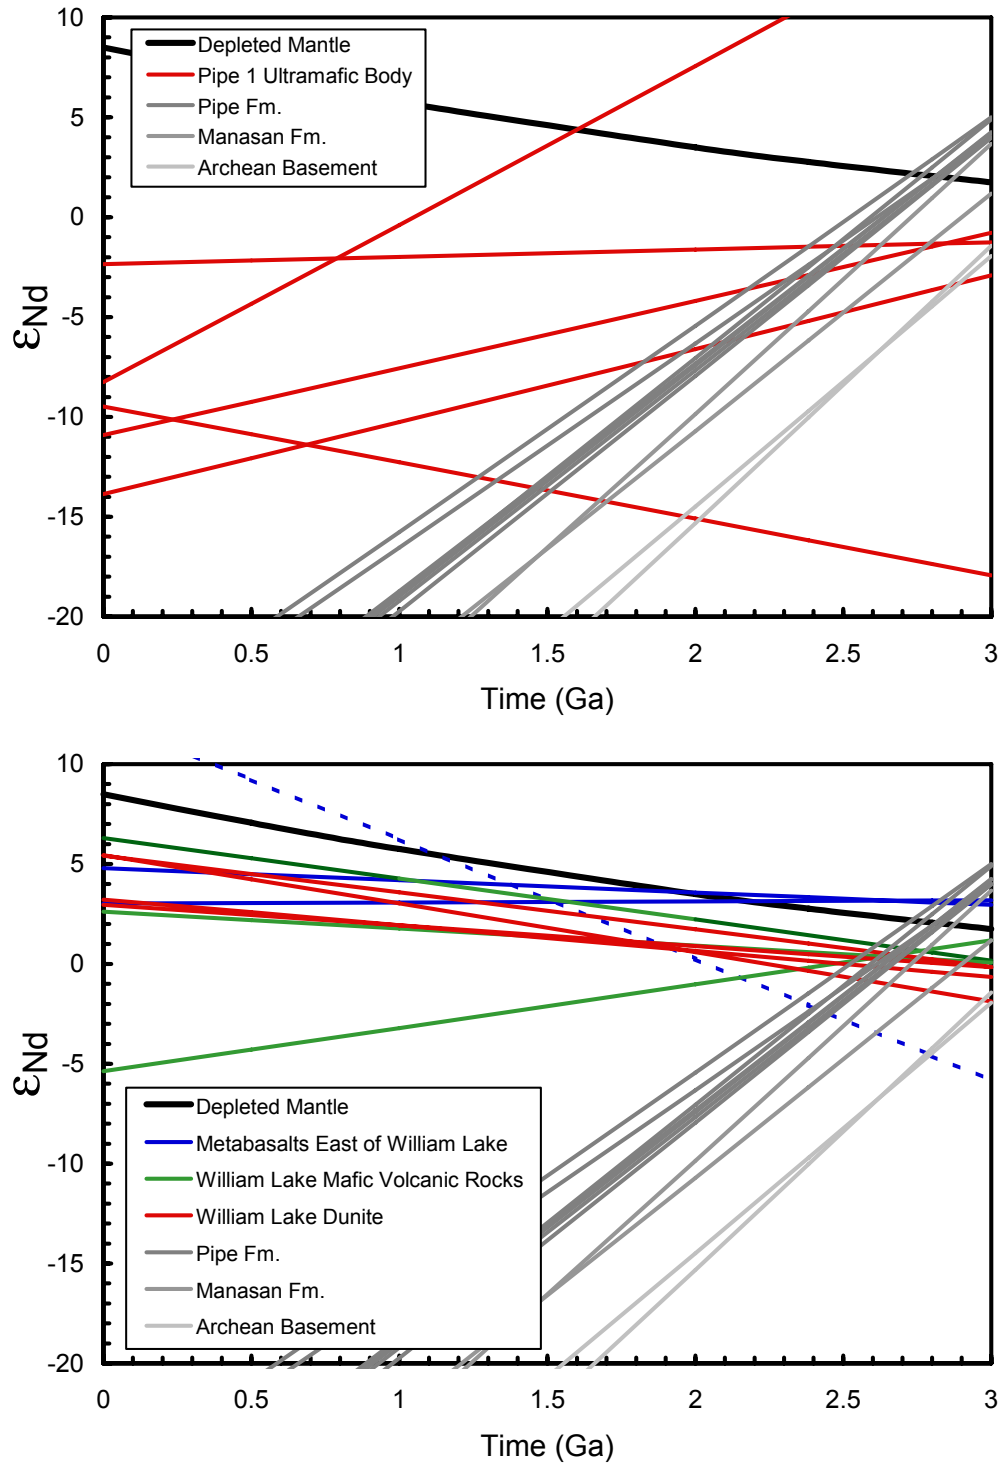 10
5
0
-5
-10
-15
-20
εNd
Depleted Mantle
Pipe 1 Ultramafic Body
Pipe Fm.
Manasan Fm.
Archean Basement
0 0.5 1 1.5 2 2.5 3
Time (Ga)
10
5
0
-5
-10
-15
-20
εNd
Depleted Mantle
Metabasalts East of William Lake
William Lake Mafic Volcanic Rocks
William Lake Dunite
Pipe Fm.
Manasan Fm.
Archean Basement
0 0.5 1 1.5 2 2.5 3
Time (Ga)